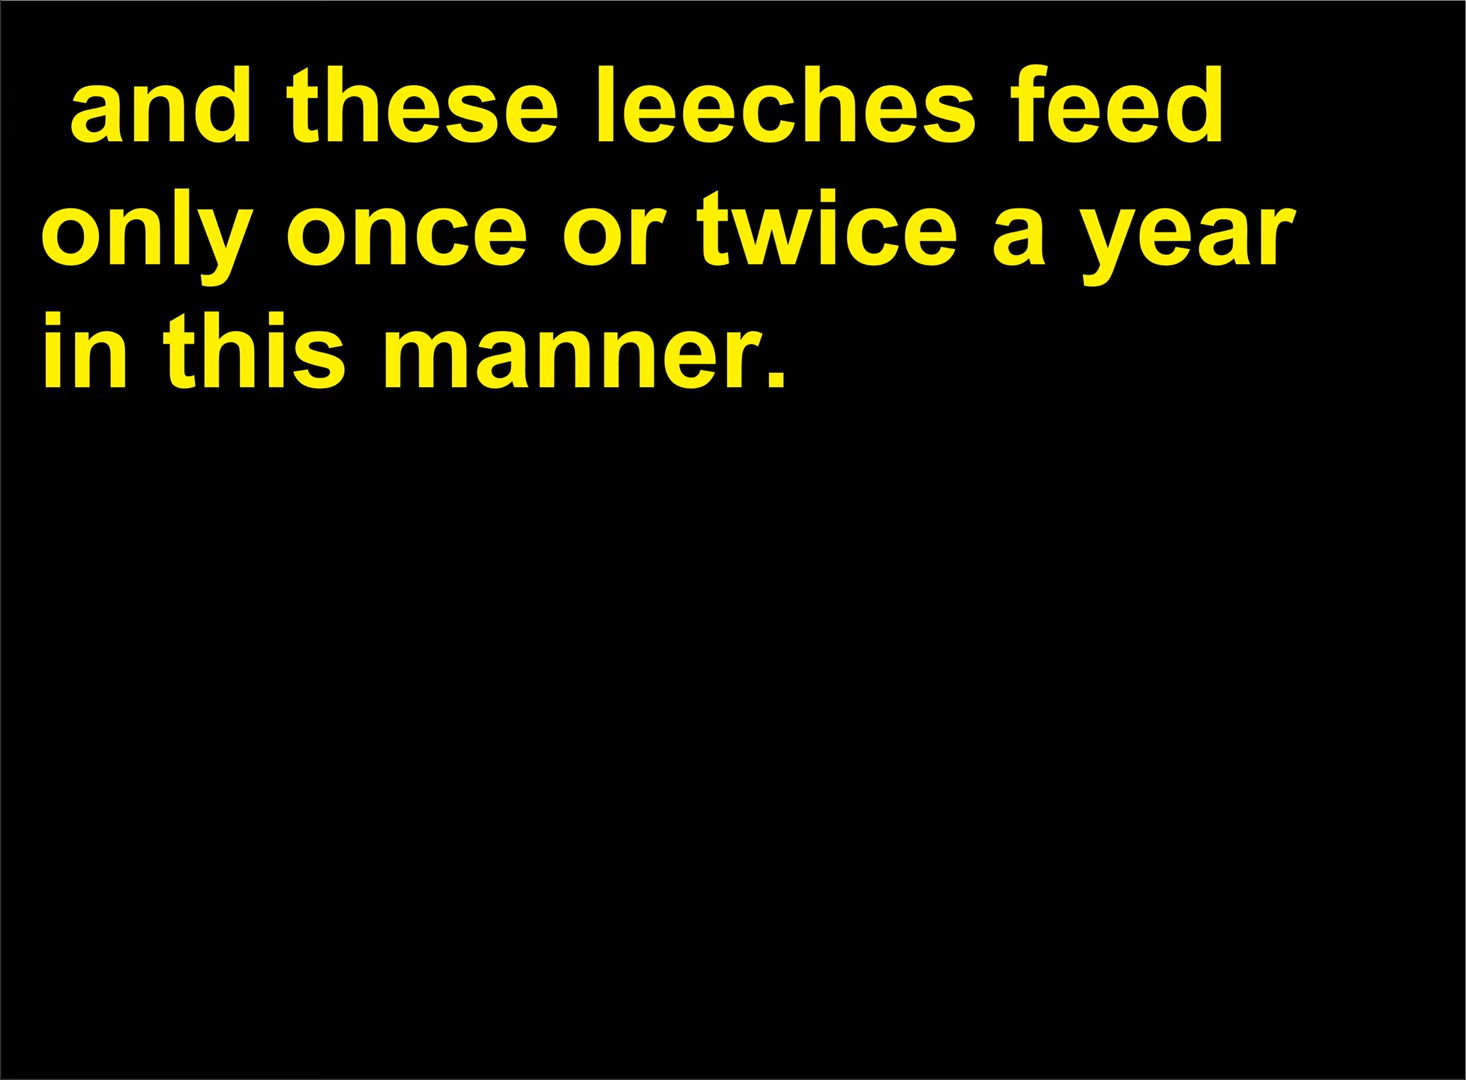 and these leeches feed
only once or twice a year
in this manner.